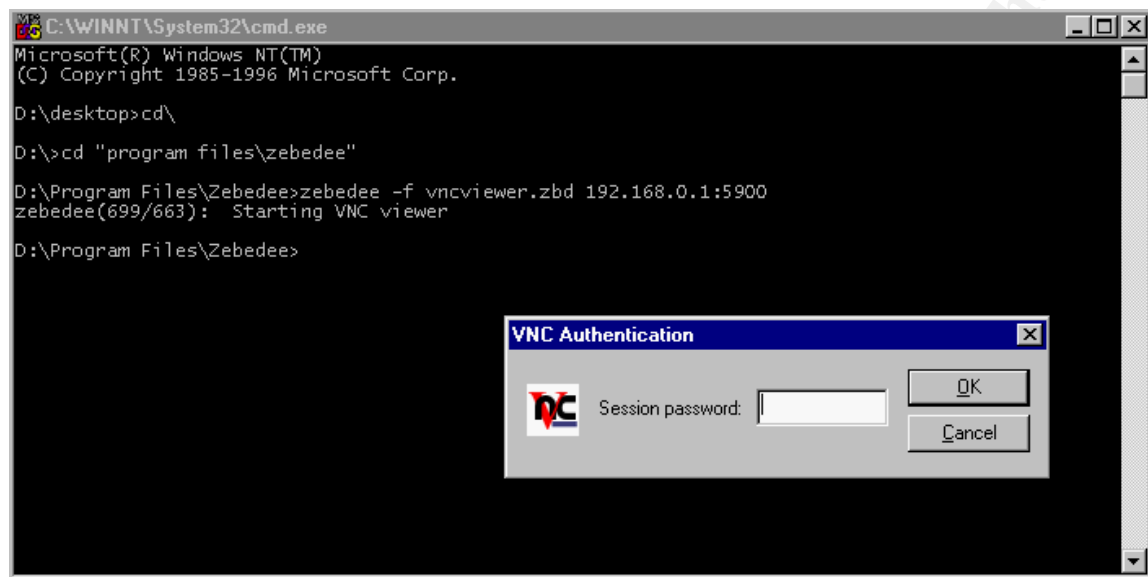 C:\WINNT\System32\cmd.exe
Microsoft(R) Windows NT(TM)
(C) Copyright 1985-1996 Microsoft Corp.
D:\desktop>cd\
D:\>cd "program files\zebedee"
D:\Program Files\Zebedee>zebedee -f vncviewer.zbd 192.168.0.1:5900
zebedee(699/663):  Starting VNC viewer
D:\Program Files\Zebedee>
VNC Authentication
VNC
Session password:
OK
Cancel